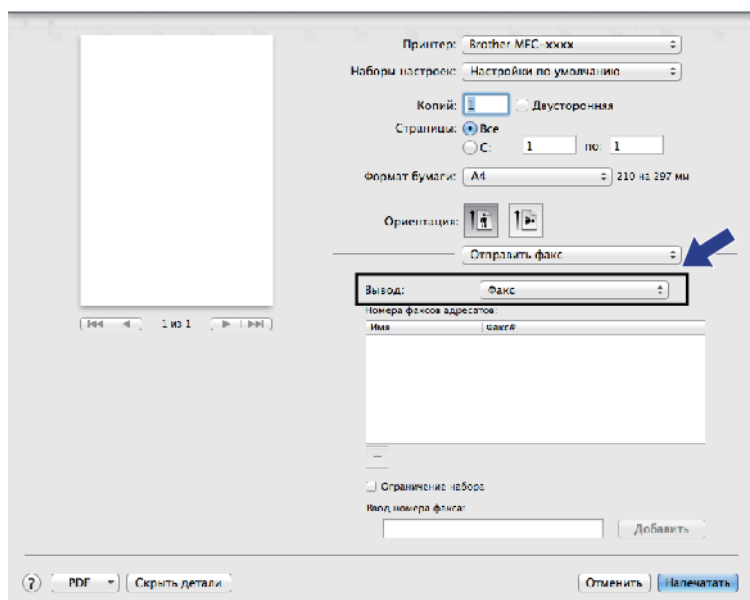 Принтер: Brother MFC-xxxx
Наборы настроек: Настройки по умолчанию
Копий: 1 Двусторонняя
Страницы: Все
С: 1 по: 1
Формат бумаги: A4 210 на 297 мм
Ориентация:
Отправить факс
Вывод: Факс
Номера факсов адресатов:
Имя Факс#
1 из 1
Ограничение набора
Ввод номера факса:
Добавить
? PDF Скрыть детали Отменить Напечатать